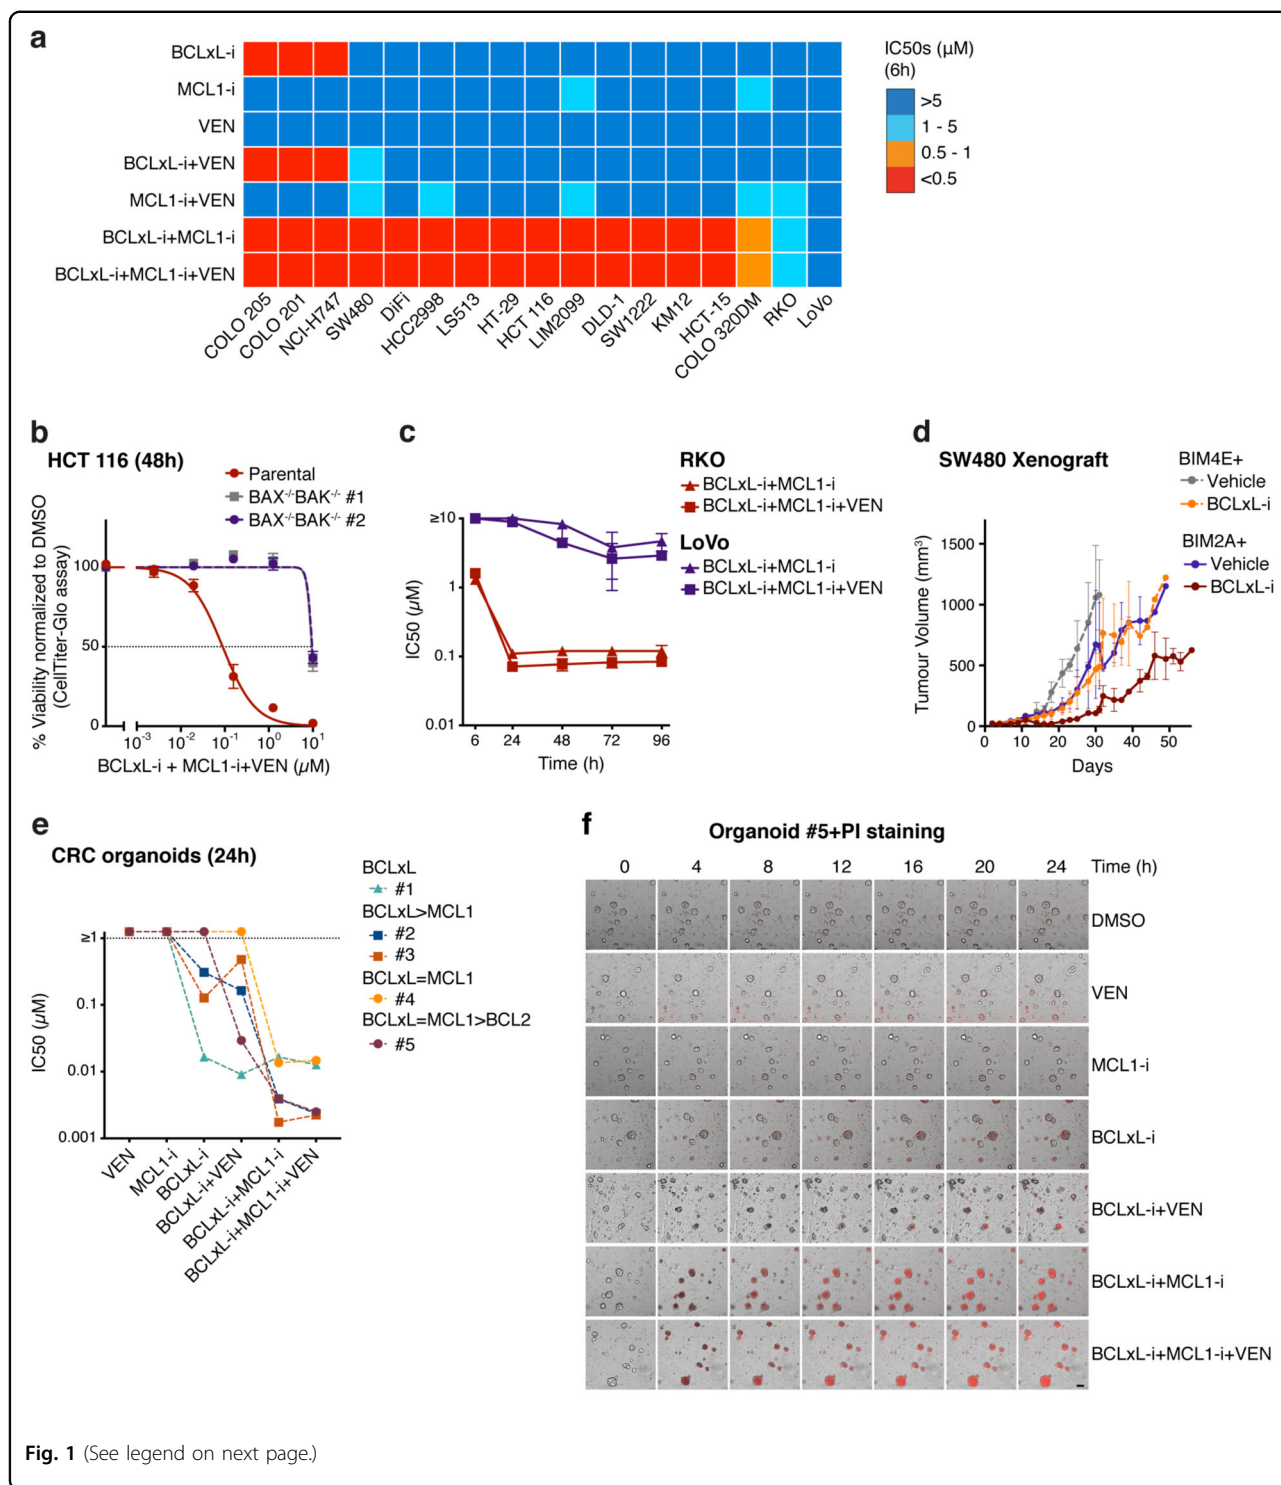 a
BCLxL-i
MCL1-i
VEN
BCLxL-i+VEN
MCL1-i+VEN
BCLxL-i+MCL1-i
BCLxL-i+MCL1-i+VEN
COLO 205
COLO 201
NCI-H747
SW480
DiFi
HCC2998
LS513
HT-29
HCT 116
LIM2099
DLD-1
SW1222
KM12
HCT-15
COLO 320DM
RKO
LoVo
IC50s (µM)
(6h)
>5
1 - 5
0.5 - 1
<0.5
b
HCT 116 (48h)
Parental
BAX⁻/⁻BAK⁻/⁻ #1
BAX⁻/⁻BAK⁻/⁻ #2
% Viability normalized to DMSO
(CellTiter-Glo assay)
100
50
0
0
10⁻³
10⁻²
10⁻¹
10⁰
10¹
BCLxL-i + MCL1-i+VEN (µM)
c
RKO
BCLxL-i+MCL1-i
BCLxL-i+MCL1-i+VEN
LoVo
BCLxL-i+MCL1-i
BCLxL-i+MCL1-i+VEN
IC50 (µM)
≥10
1
0.1
0.01
6
24
48
72
96
Time (h)
d
SW480 Xenograft
BIM4E+
Vehicle
BCLxL-i
BIM2A+
Vehicle
BCLxL-i
Tumour Volume (mm³)
1500
1000
500
0
0
10
20
30
40
50
Days
e
CRC organoids (24h)
BCLxL
#1
BCLxL>MCL1
#2
#3
BCLxL=MCL1
#4
BCLxL=MCL1>BCL2
#5
IC50 (µM)
≥1
0.1
0.01
0.001
VEN
MCL1-i
BCLxL-i
BCLxL-i+VEN
BCLxL-i+MCL1-i
BCLxL-i+MCL1-i+VEN
f
Organoid #5+PI staining
0 4 8 12 16 20 24 Time (h)
DMSO
VEN
MCL1-i
BCLxL-i
BCLxL-i+VEN
BCLxL-i+MCL1-i
BCLxL-i+MCL1-i+VEN
Fig. 1 (See legend on next page.)